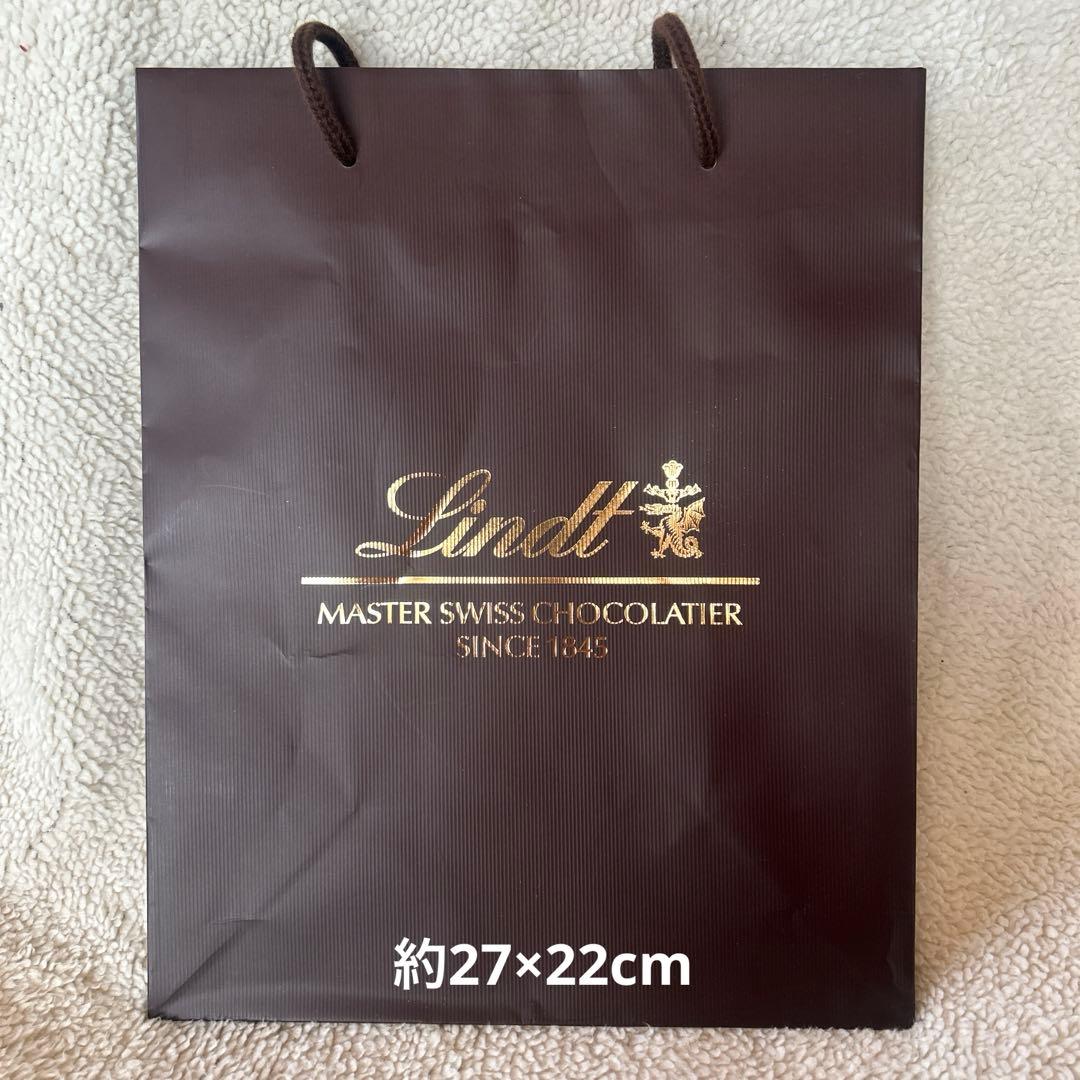 Lindt
MASTER SWISS CHOCOLATIER
SINCE 1845
約27×22cm